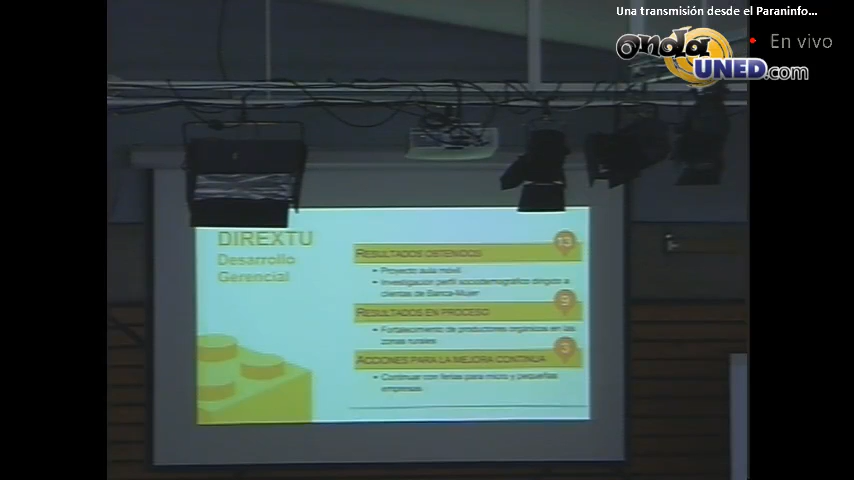 Una transmisión desde el Paraninfo...
onda
UNED.com
En vivo
DIREXTU
Desarrollo
Gerencial
13
RESULTADOS OBTENIDOS
• Proyecto aula móvil
• Investigación perfil sociodemográfico dirigido a
clientas de Banca-Mujer
9
RESULTADOS EN PROCESO
• Fortalecimiento de productores orgánicos en las
zonas rurales
3
ACCIONES PARA LA MEJORA CONTINUA
• Continuar con ferias para micro y pequeñas
empresas